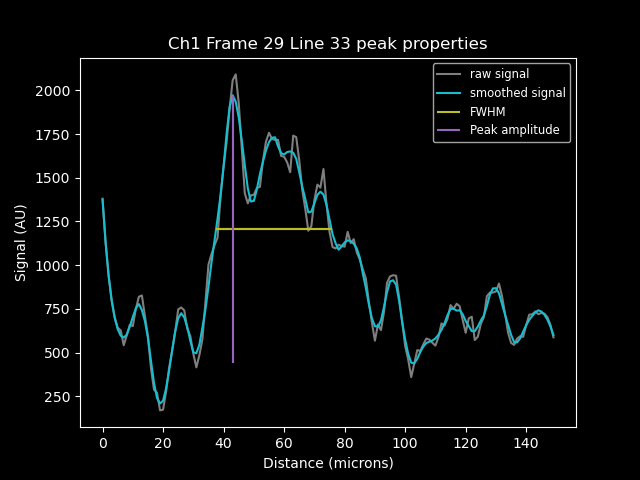 Ch1 Frame 29 Line 33 peak properties
raw signal
smoothed signal
FWHM
Peak amplitude
Signal (AU)
2000
1750
1500
1250
1000
750
500
250
0 20 40 60 80 100 120 140
Distance (microns)